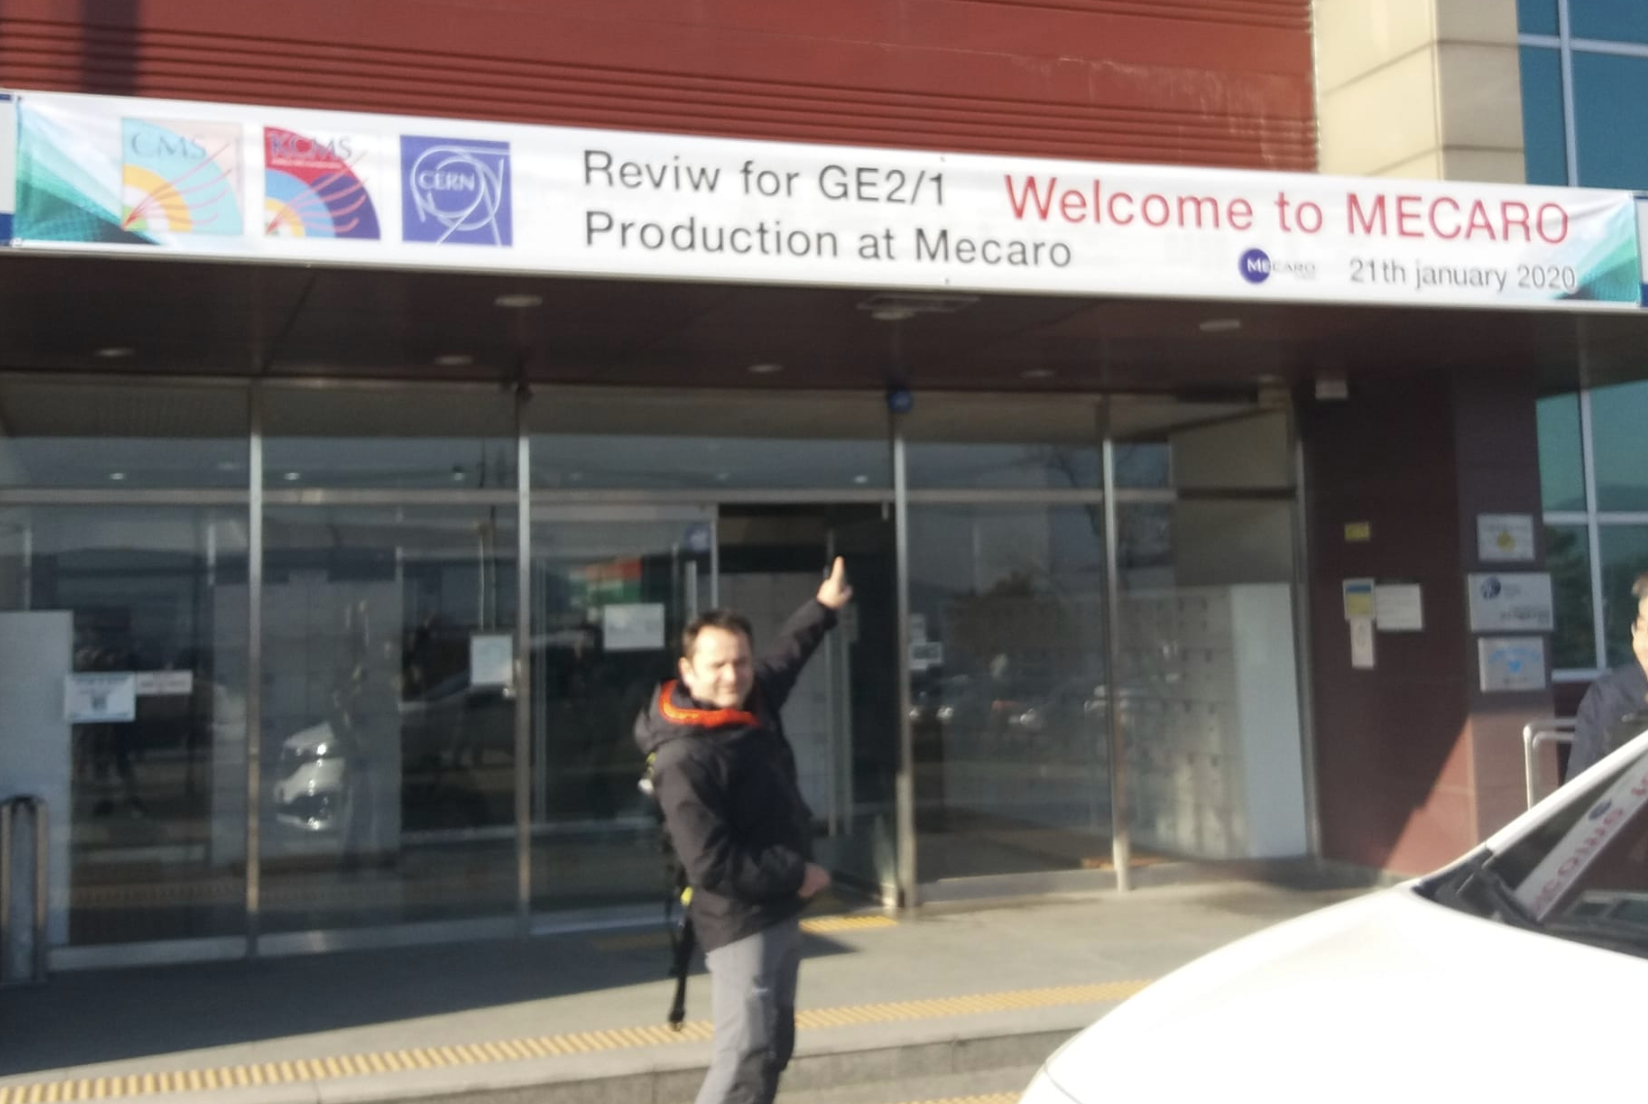 CMS
KCMS
CERN
Reviw for GE2/1
Production at Mecaro
Welcome to MECARO
MECARO
21th january 2020